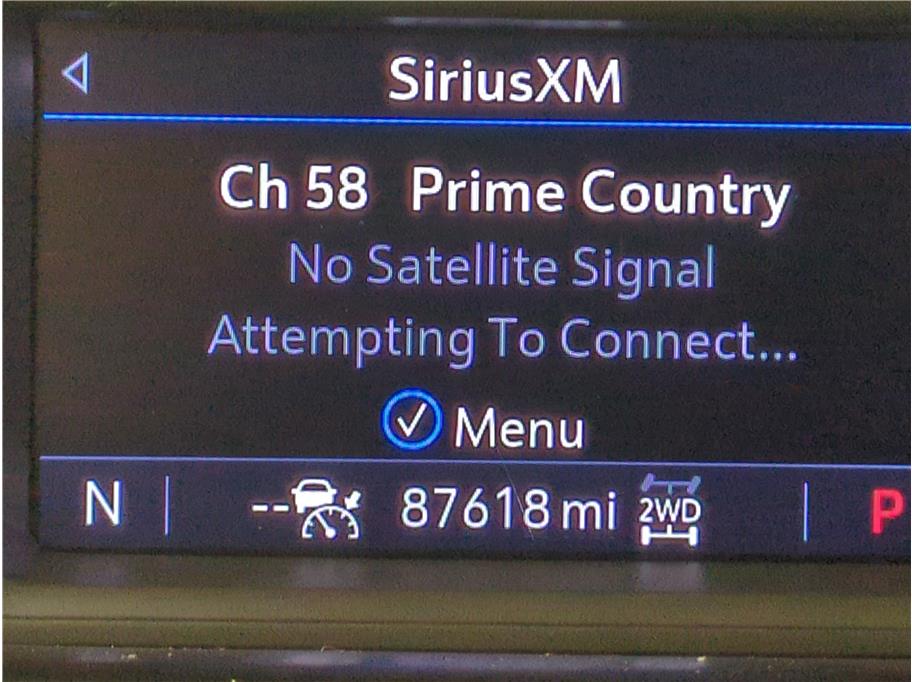 SiriusXM
Ch 58 Prime Country
No Satellite Signal
Attempting To Connect...
Menu
N -- 87618 mi 2WD P